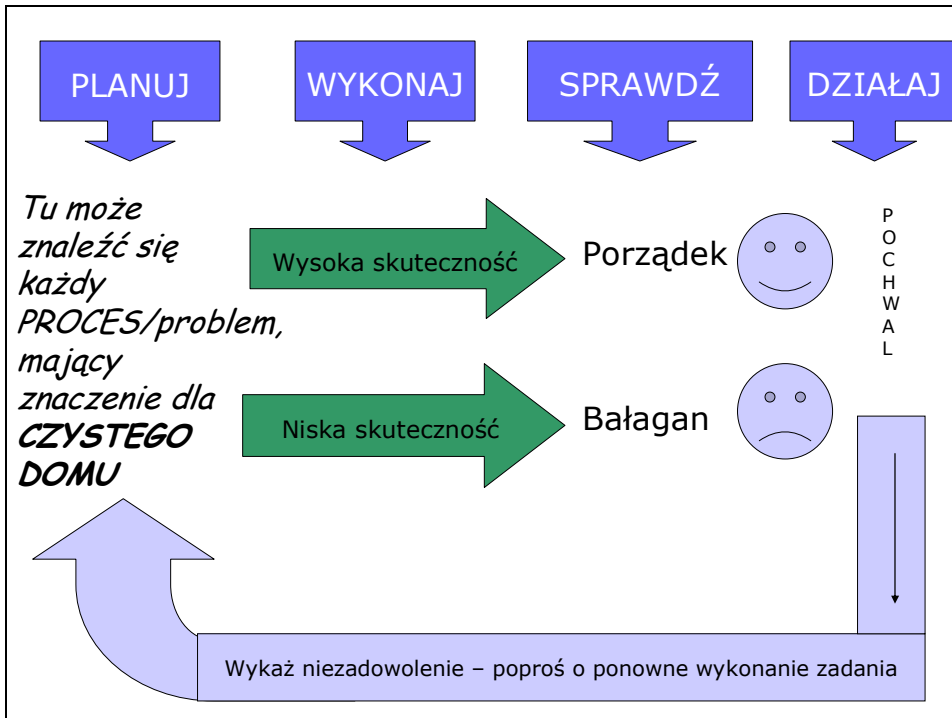 PLANUJ
WYKONAJ
SPRAWDŹ
DZIAŁAJ
Tu może
znaleźć się
każdy
PROCES/problem,
mający
znaczenie dla
CZYSTEGO
DOMU
Wysoka skuteczność
Porządek
P
O
C
H
W
A
L
Niska skuteczność
Bałagan
Wykaż niezadowolenie – poproś o ponowne wykonanie zadania